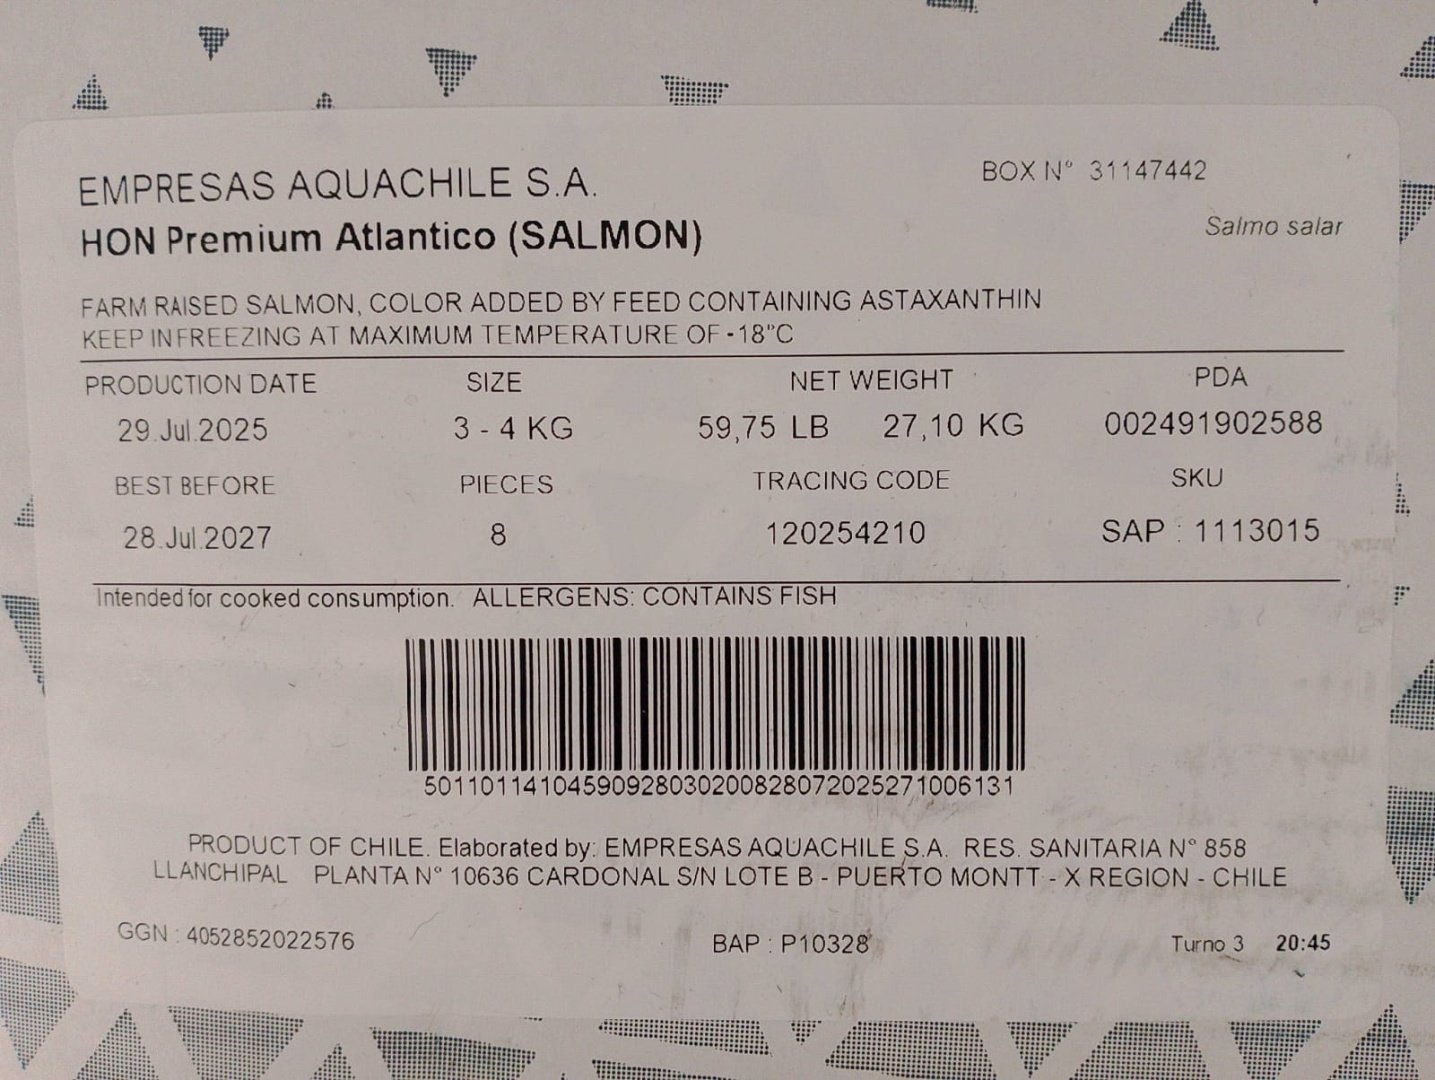 EMPRESAS AQUACHILE S.A.
BOX N° 31147442
HON Premium Atlantico (SALMON)
Salmo salar
FARM RAISED SALMON, COLOR ADDED BY FEED CONTAINING ASTAXANTHIN
KEEP IN FREEZING AT MAXIMUM TEMPERATURE OF -18"C
PRODUCTION DATE SIZE NET WEIGHT PDA
29.Jul.2025 3 - 4 KG 59,75 LB 27,10 KG 002491902588
BEST BEFORE PIECES TRACING CODE SKU
28.Jul.2027 8 120254210 SAP : 1113015
Intended for cooked consumption. ALLERGENS: CONTAINS FISH
50110114104590928030200828072025271006131
PRODUCT OF CHILE. Elaborated by: EMPRESAS AQUACHILE S.A. RES. SANITARIA N° 858
LLANCHIPAL PLANTA N° 10636 CARDONAL S/N LOTE B - PUERTO MONTT - X REGION - CHILE
GGN : 4052852022576 BAP : P10328 Turno 3 20:45